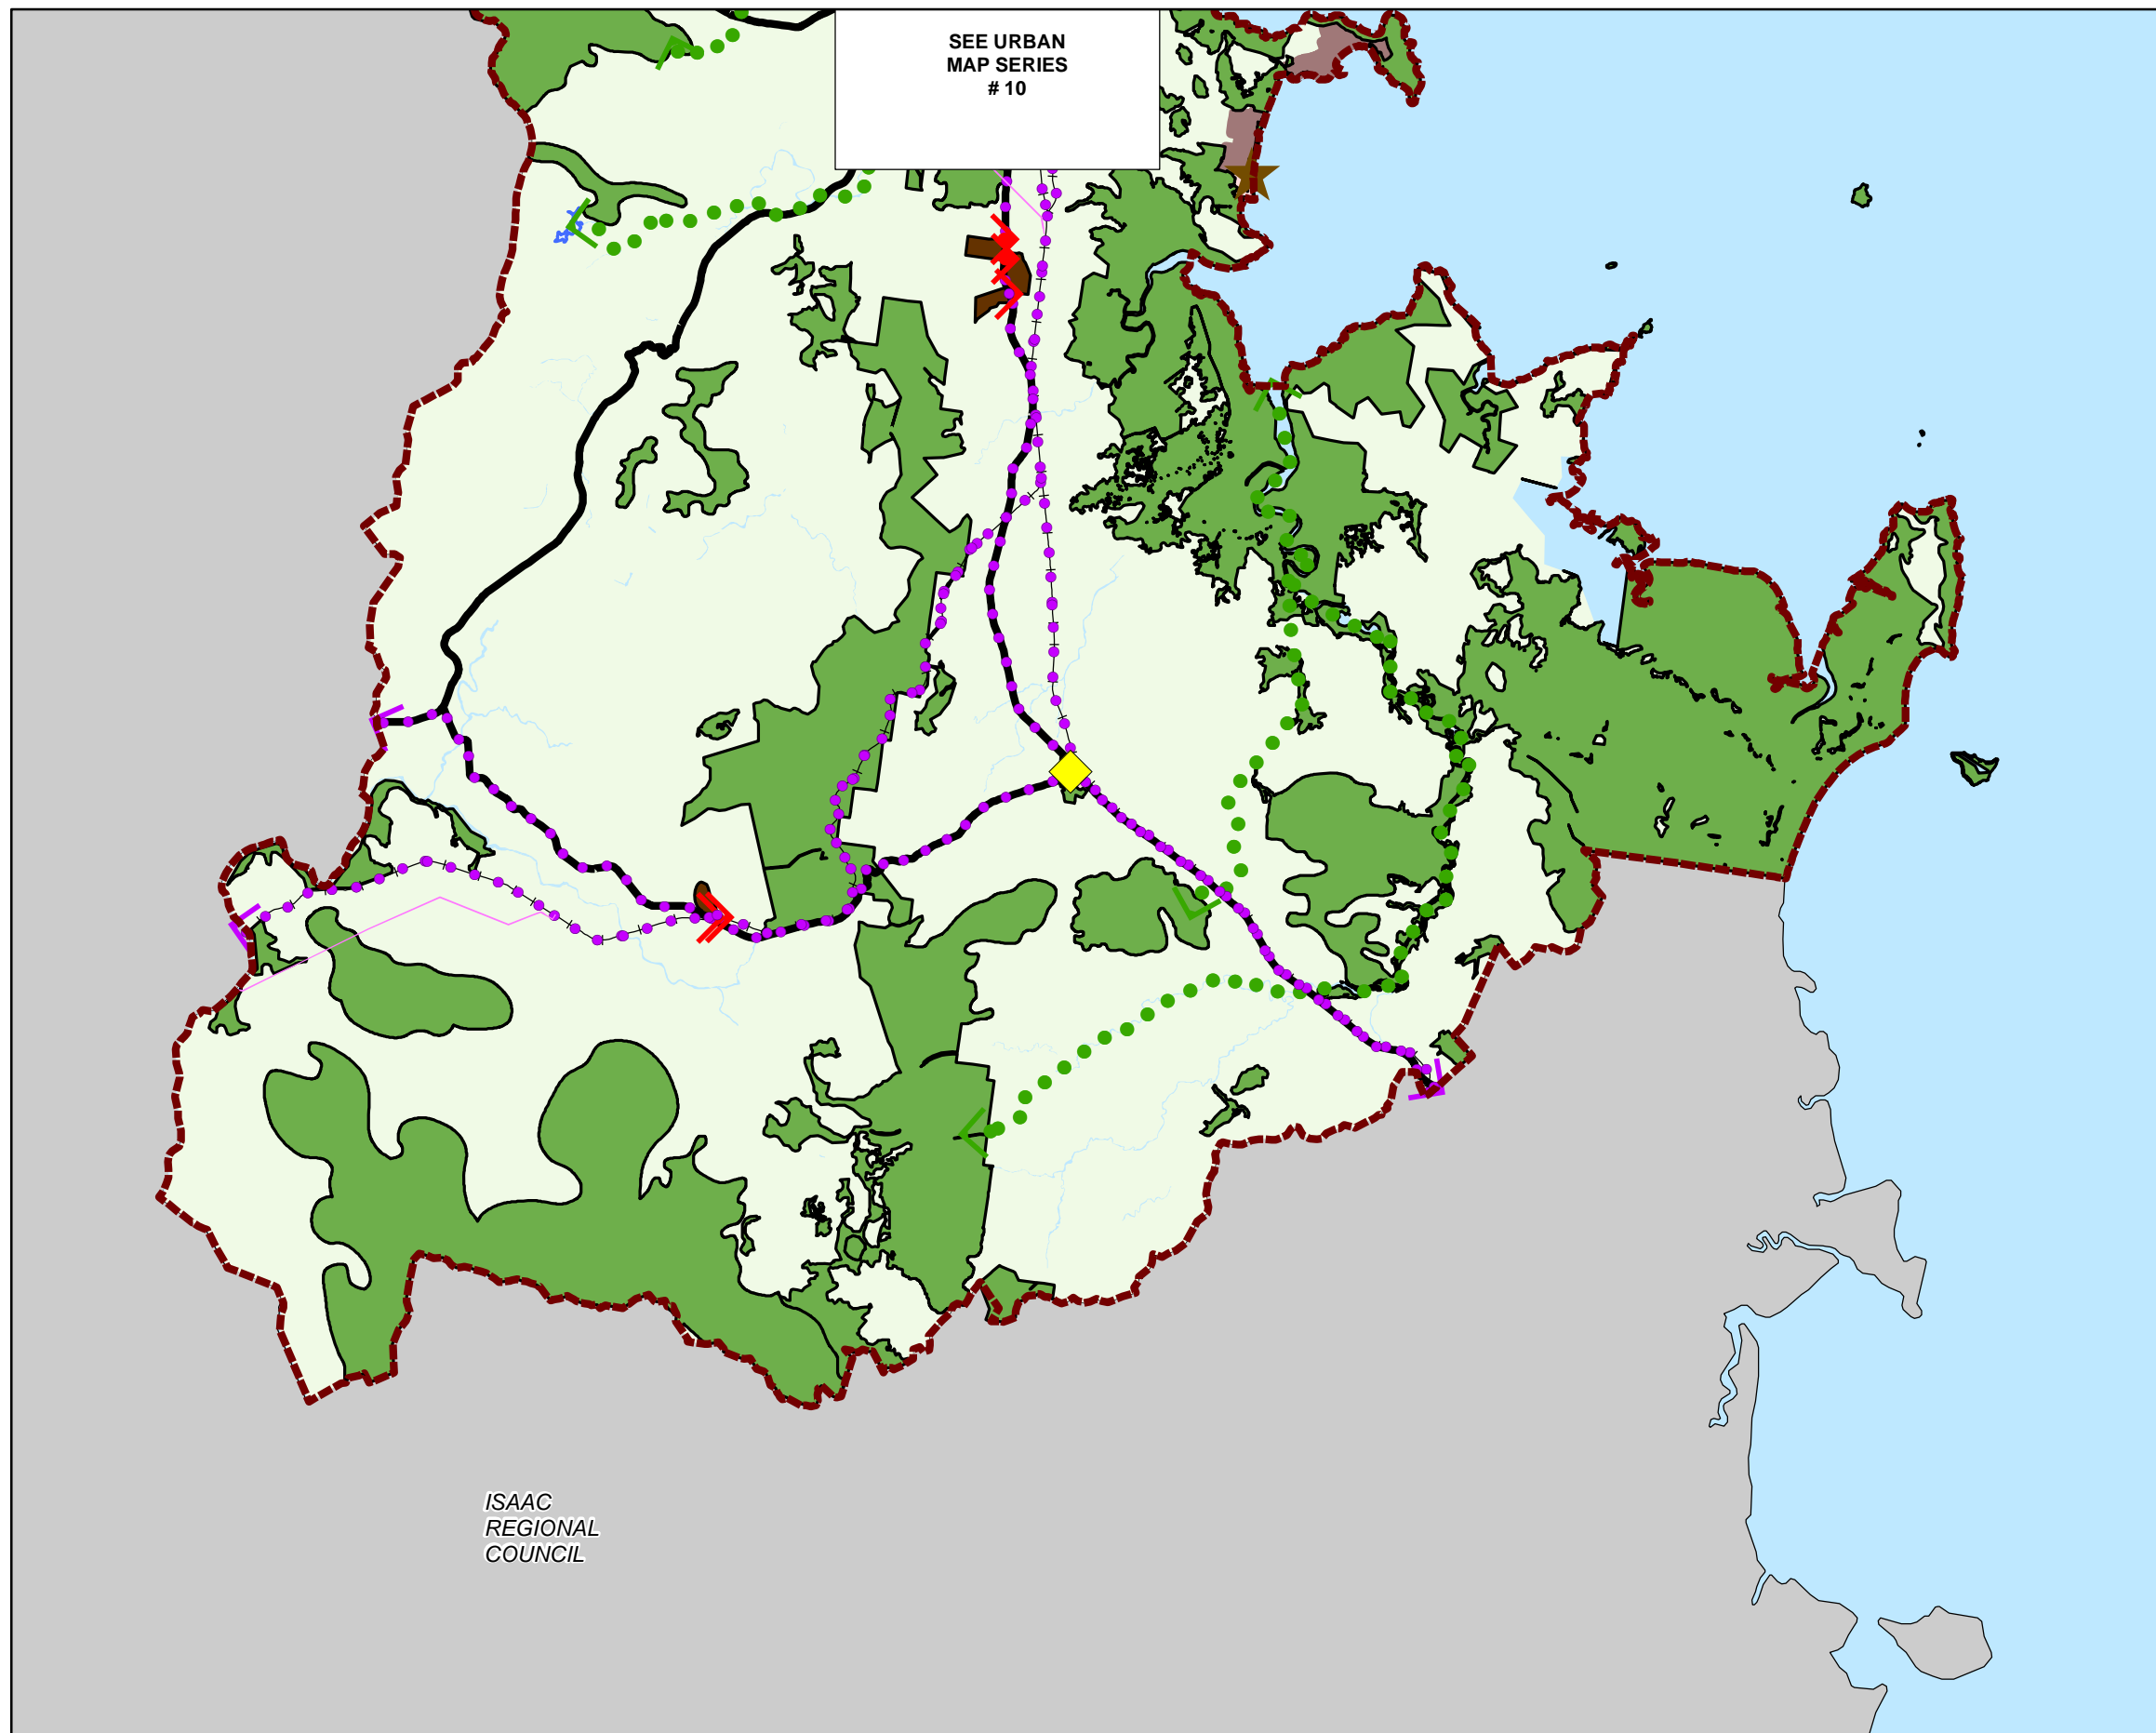 SEE URBAN
MAP SERIES
# 10
ISAAC
REGIONAL
COUNCIL